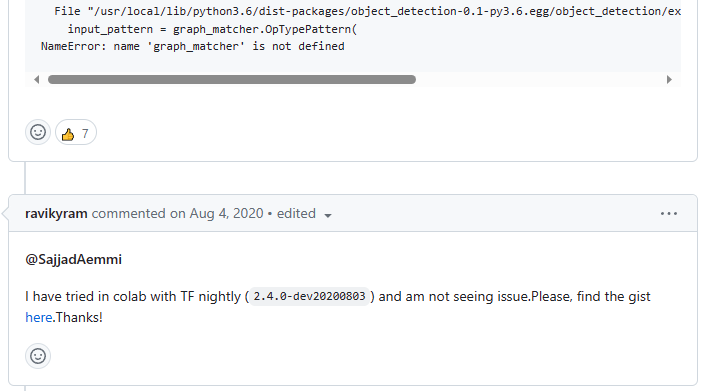 File "/usr/local/lib/python3.6/dist-packages/object_detection-0.1-py3.6.egg/object_detection/ex
input_pattern = graph_matcher.OpTypePattern(
NameError: name 'graph_matcher' is not defined
7
ravikyram commented on Aug 4, 2020 • edited
@SajjadAemmi
I have tried in colab with TF nightly ( 2.4.0-dev20200803 ) and am not seeing issue.Please, find the gist
here.Thanks!